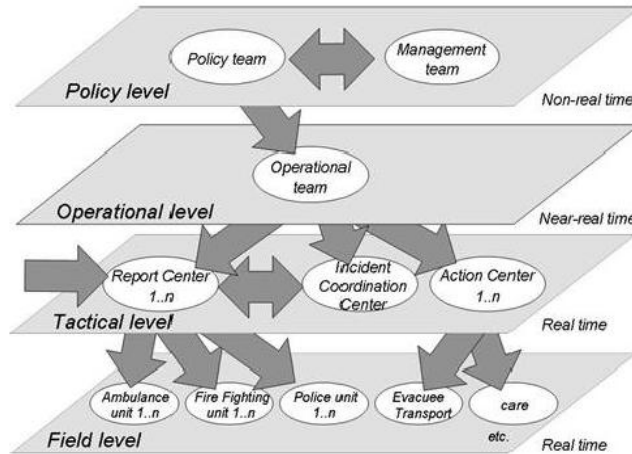 Policy team
Management
team
Policy level
Non-real time
Operational
team
Operational level
Near-real time
Report Center
1..n
Incident
Coordination
Center
Action Center
1..n
Tactical level
Real time
Ambulance
unit 1..n
Fire Fighting
unit 1..n
Police unit
1..n
Evacuee
Transport
care
etc.
Field level
Real time